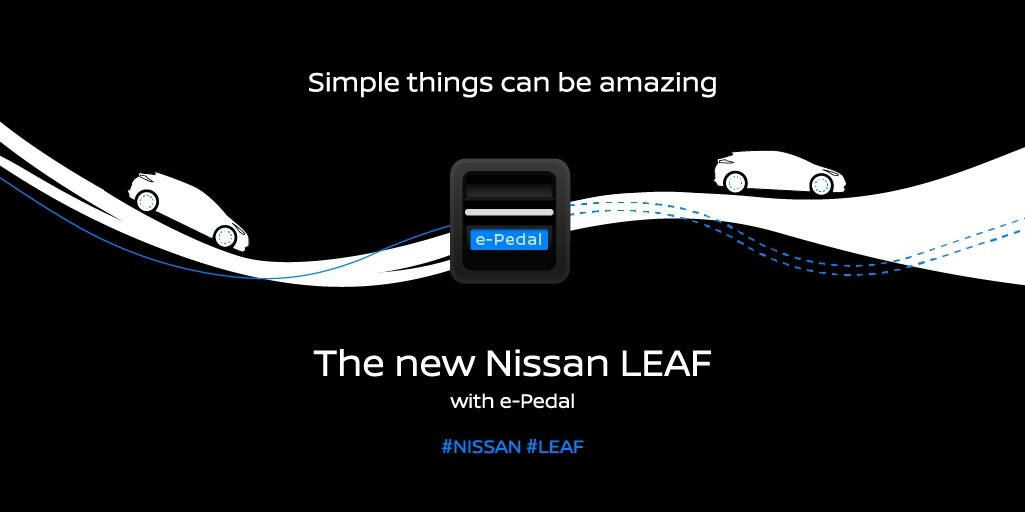 Simple things can be amazing
e-Pedal
The new Nissan LEAF
with e-Pedal
#NISSAN #LEAF